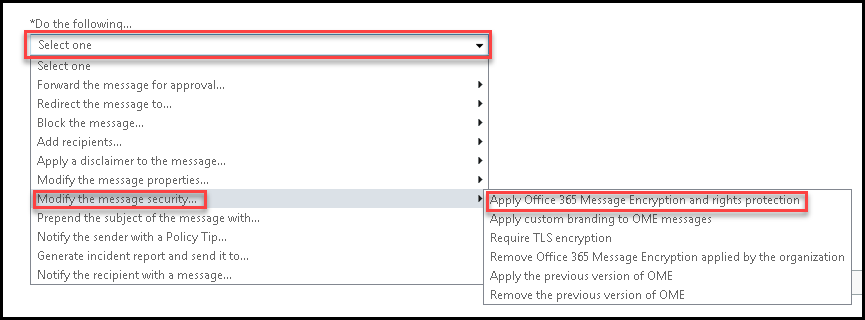 *Do the following...
Select one
Select one
Forward the message for approval...
Redirect the message to...
Block the message...
Add recipients...
Apply a disclaimer to the message...
Modify the message properties...
Modify the message security...
Prepend the subject of the message with...
Notify the sender with a Policy Tip...
Generate incident report and send it to...
Notify the recipient with a message...
Apply Office 365 Message Encryption and rights protection
Apply custom branding to OME messages
Require TLS encryption
Remove Office 365 Message Encryption applied by the organization
Apply the previous version of OME
Remove the previous version of OME